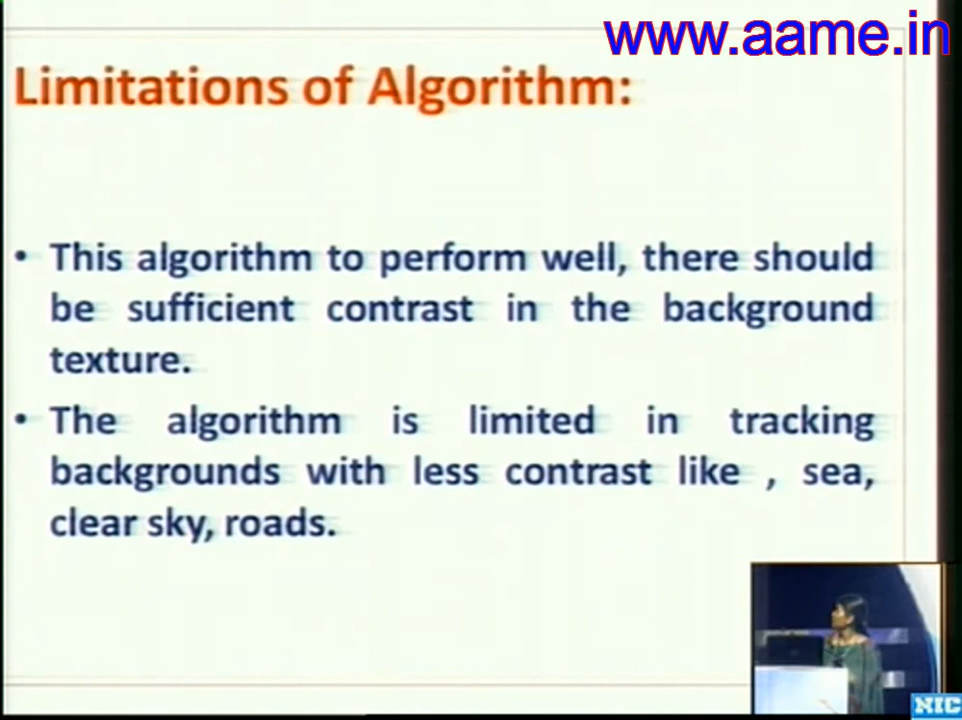 www.aame.in
Limitations of Algorithm:
• This algorithm to perform well, there should
be sufficient contrast in the background
texture.
• The algorithm is limited in tracking
backgrounds with less contrast like , sea,
clear sky, roads.
NIC